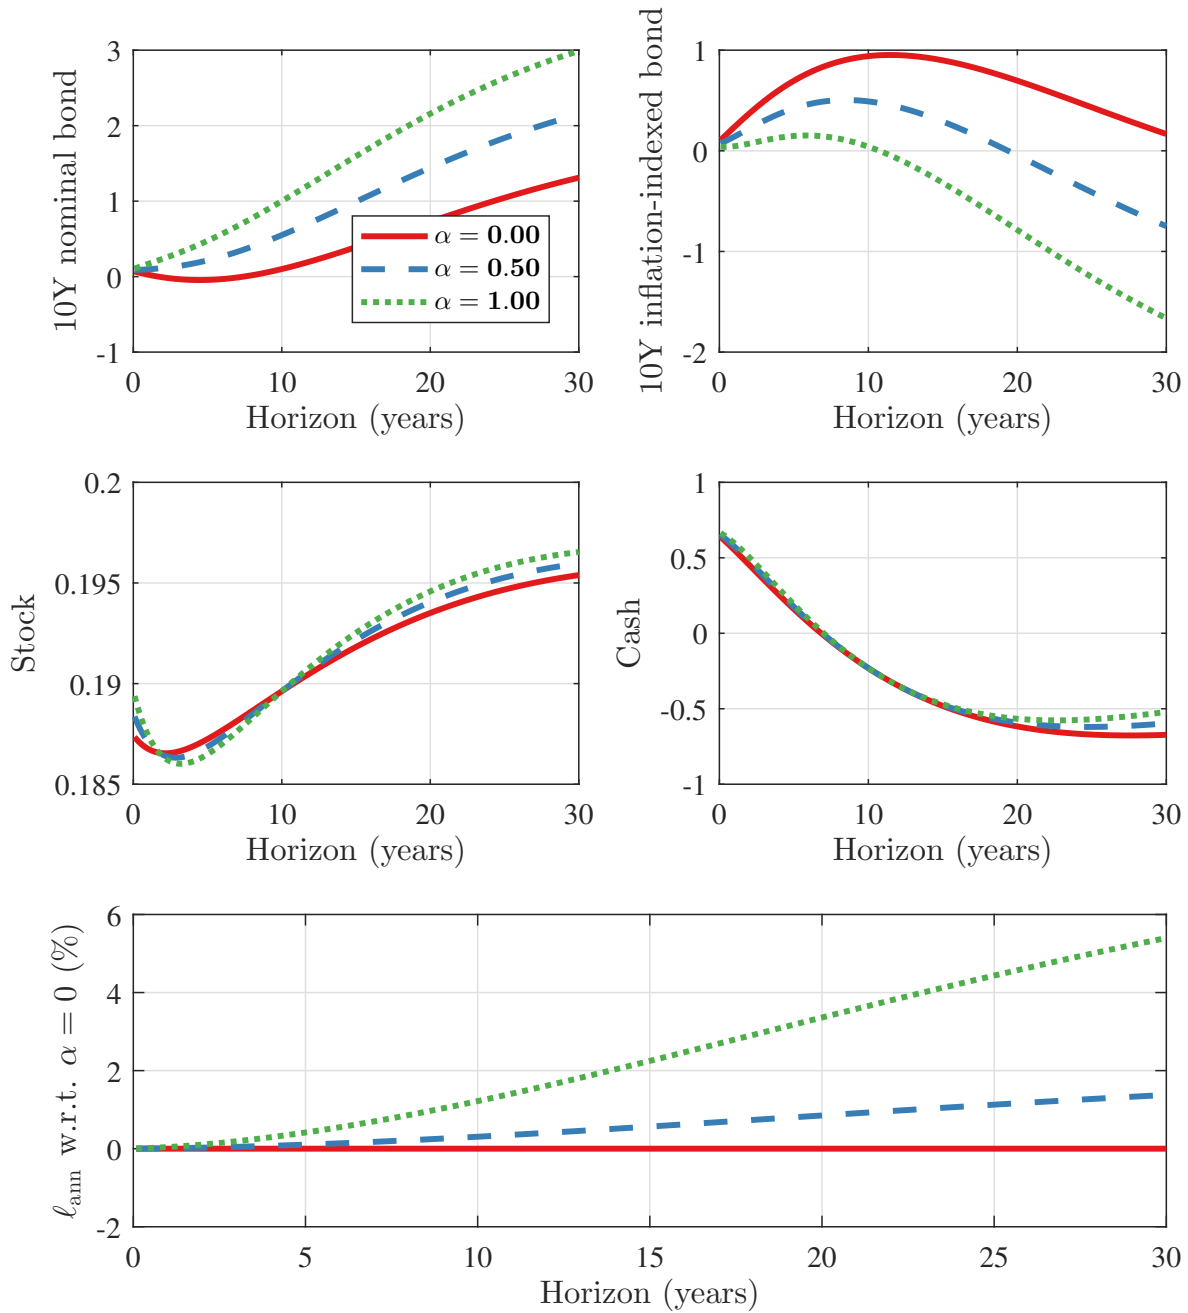 10Y nominal bond
3
2
1
0
-1
0 10 20 30
Horizon (years)
α = 0.00
α = 0.50
α = 1.00
10Y inflation-indexed bond
1
0
-1
-2
0 10 20 30
Horizon (years)
Stock
0.2
0.195
0.19
0.185
0 10 20 30
Horizon (years)
Cash
1
0.5
0
-0.5
-1
0 10 20 30
Horizon (years)
ℓann w.r.t. α = 0 (%)
6
4
2
0
-2
0 5 10 15 20 25 30
Horizon (years)